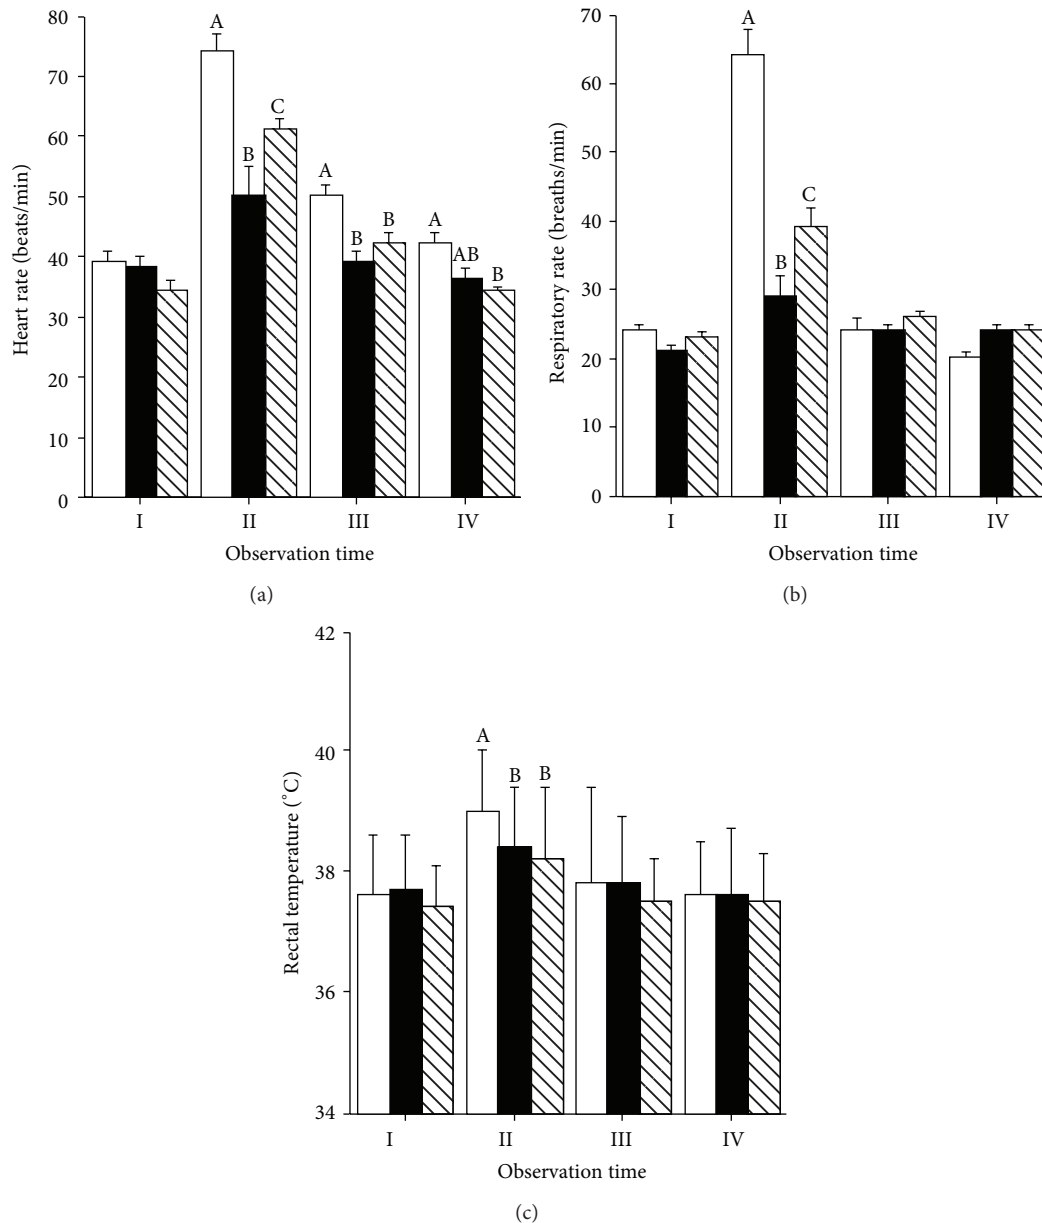 80
70
60
50
40
30
20
10
0
Heart rate (beats/min)
A
B
C
A
B
B
A
AB
B
I II III IV
Observation time
(a)
70
60
50
40
30
20
10
0
Respiratory rate (breaths/min)
A
B
C
I II III IV
Observation time
(b)
42
40
38
36
34
Rectal temperature (°C)
A
B
B
I II III IV
Observation time
(c)